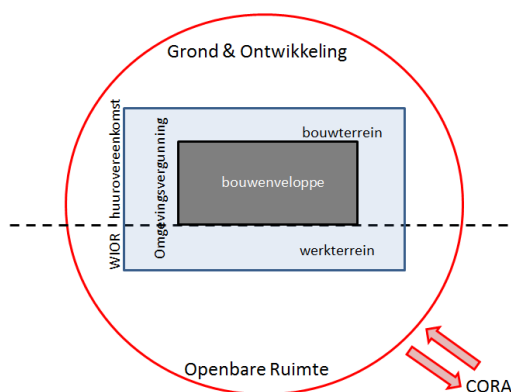 Grond & Ontwikkeling
huurovereenkomst
Omgevingsvergunning
bouwterrein
bouwenveloppe
WIOR
werkterrein
Openbare Ruimte
CORA